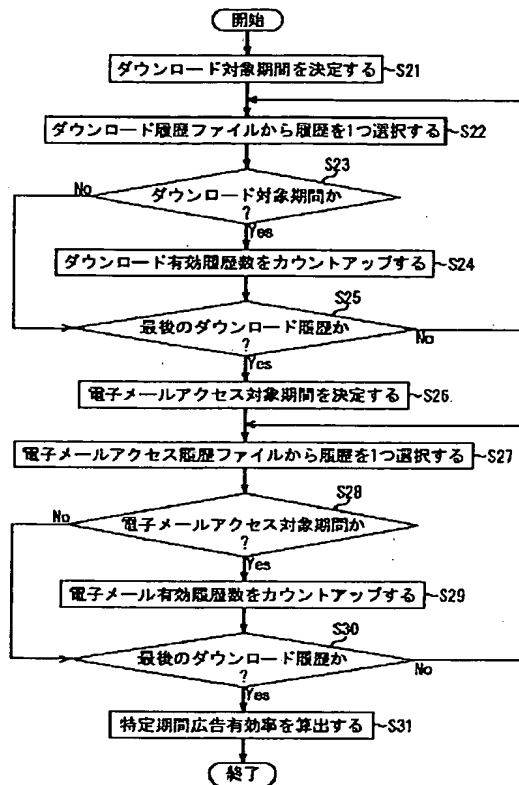 開始
ダウンロード対象期間を決定する S21
ダウンロード履歴ファイルから履歴を1つ選択する S22
S23
No
ダウンロード対象期間か
?
Yes
ダウンロード有効履歴数をカウントアップする S24
S25
最後のダウンロード履歴か
?
No
Yes
電子メールアクセス対象期間を決定する S26
電子メールアクセス履歴ファイルから履歴を1つ選択する S27
S28
No
電子メールアクセス対象期間か
?
Yes
電子メール有効履歴数をカウントアップする S29
S30
最後のダウンロード履歴か
?
No
Yes
特定期間広告有効率を算出する S31
終了